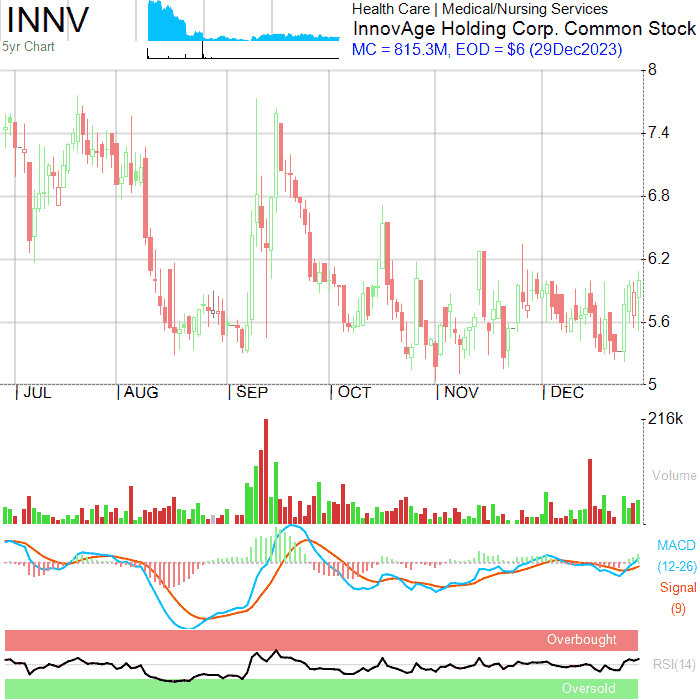 INNV
5yr Chart
Health Care | Medical/Nursing Services
InnovAge Holding Corp. Common Stock
MC = 815.3M, EOD = $6 (29Dec2023)
8
7.4
6.8
6.2
5.6
5
JUL AUG SEP OCT NOV DEC
216k
Volume
MACD
(12-26)
Signal
(9)
Overbought
RSI(14)
Oversold